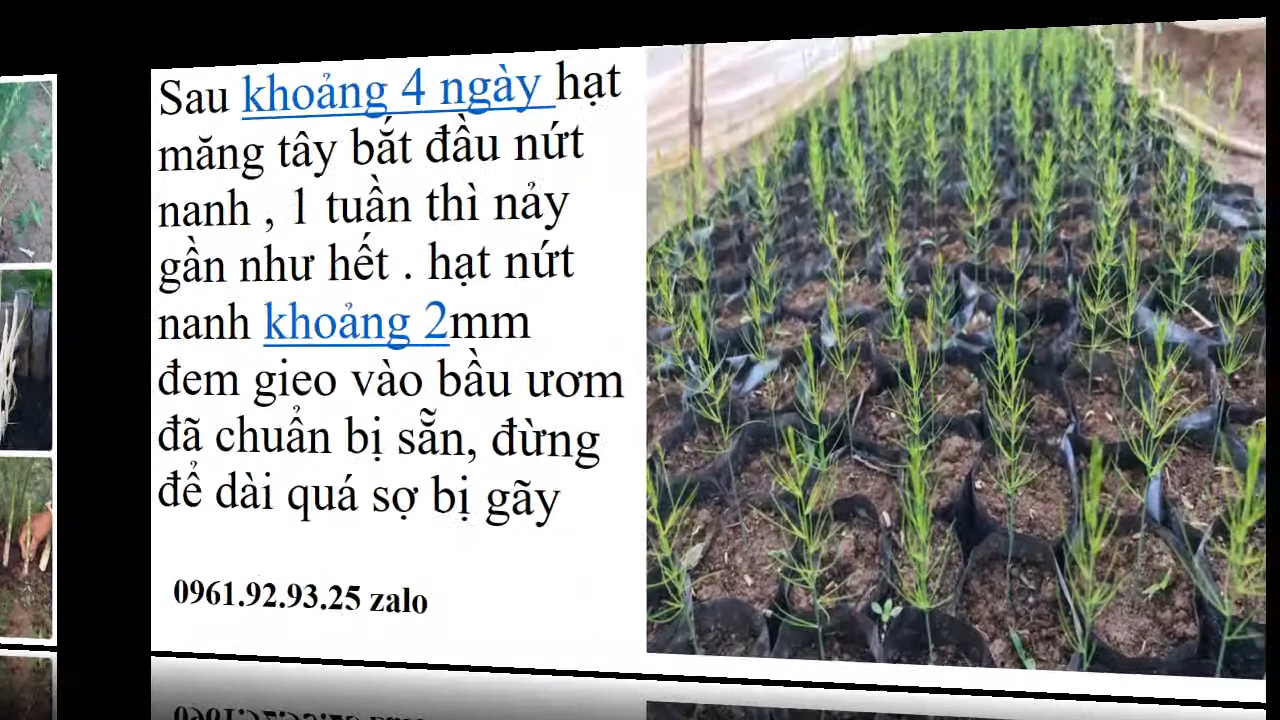 Sau khoảng 4 ngày hạt
măng tây bắt đầu nứt
nanh , 1 tuần thì nảy
gần như hết . hạt nứt
nanh khoảng 2mm
đem gieo vào bầu ươm
đã chuẩn bị sẵn, đừng
để dài quá sợ bị gãy
0961.92.93.25 zalo